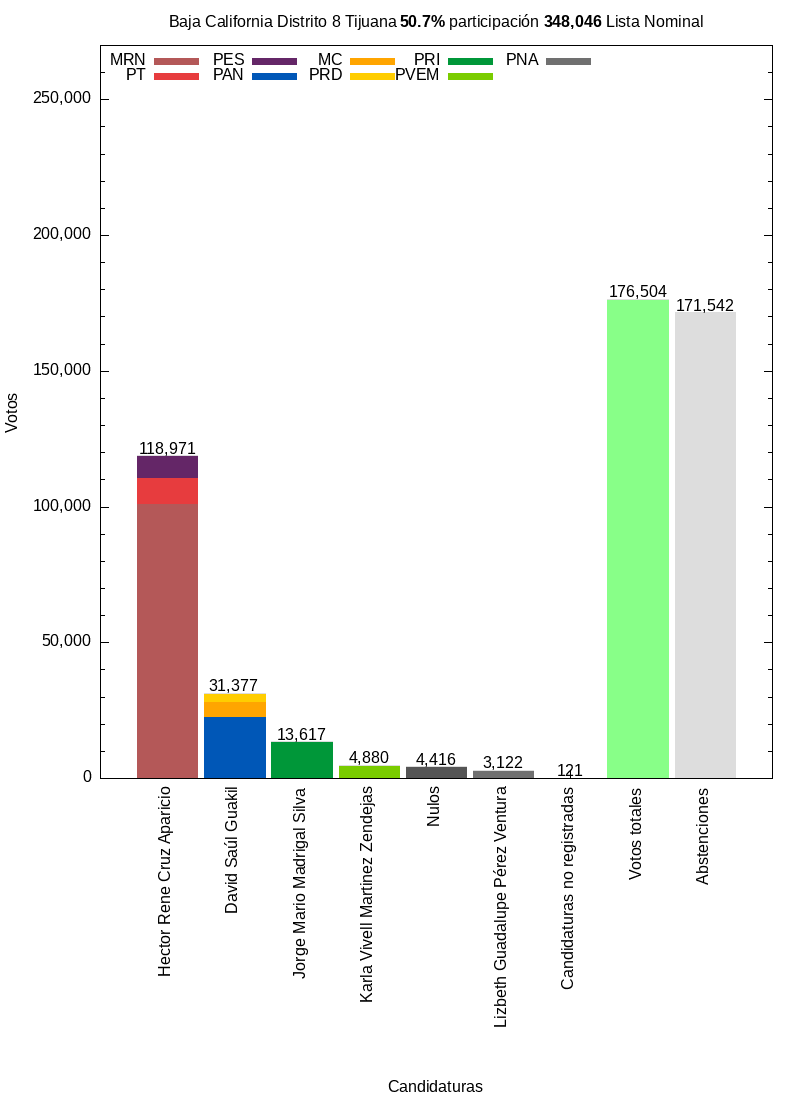 Baja California Distrito 8 Tijuana 50.7% participación 348,046 Lista Nominal
MRN PES MC PRI PNA
PT PAN PRD PVEM
250,000
200,000
150,000
100,000
50,000
0
Votos
118,971
31,377
13,617
4,880
4,416
3,122
121
176,504
171,542
Hector Rene Cruz Aparicio
David Saúl Guakil
Jorge Mario Madrigal Silva
Karla Vivell Martinez Zendejas
Nulos
Lizbeth Guadalupe Pérez Ventura
Candidaturas no registradas
Votos totales
Abstenciones
Candidaturas